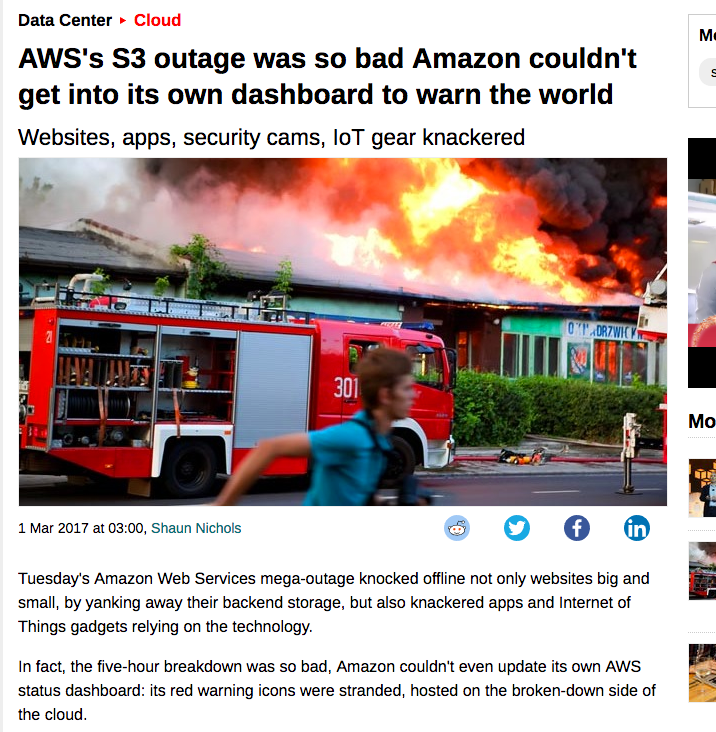 Data Center ▸ Cloud
AWS's S3 outage was so bad Amazon couldn't
get into its own dashboard to warn the world
Websites, apps, security cams, IoT gear knackered
301
1 Mar 2017 at 03:00, Shaun Nichols
in
Tuesday's Amazon Web Services mega-outage knocked offline not only websites big and
small, by yanking away their backend storage, but also knackered apps and Internet of
Things gadgets relying on the technology.
In fact, the five-hour breakdown was so bad, Amazon couldn't even update its own AWS
status dashboard: its red warning icons were stranded, hosted on the broken-down side of
the cloud.
Mo